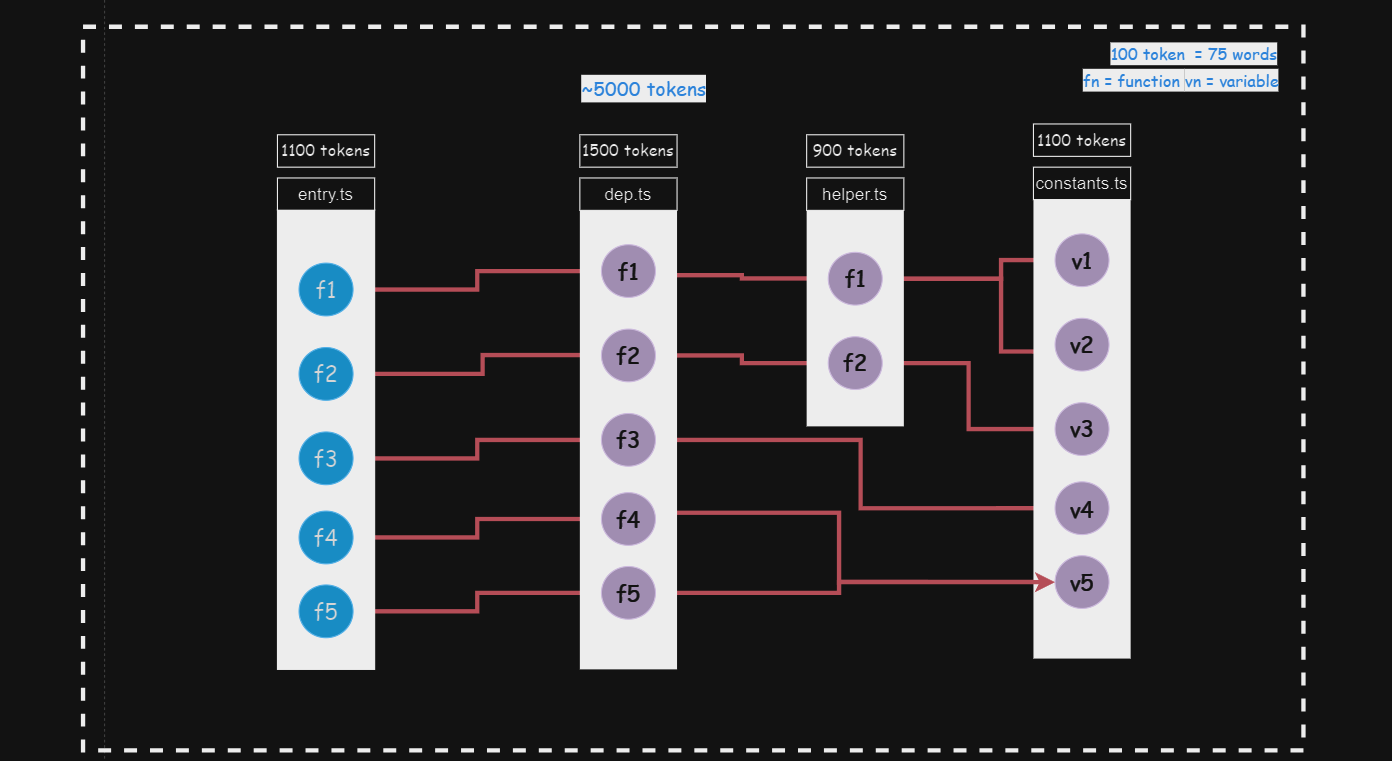 100 token = 75 words
fn = function vn = variable
~5000 tokens
1100 tokens
entry.ts
f1
f2
f3
f4
f5
1500 tokens
dep.ts
f1
f2
f3
f4
f5
900 tokens
helper.ts
f1
f2
1100 tokens
constants.ts
v1
v2
v3
v4
v5